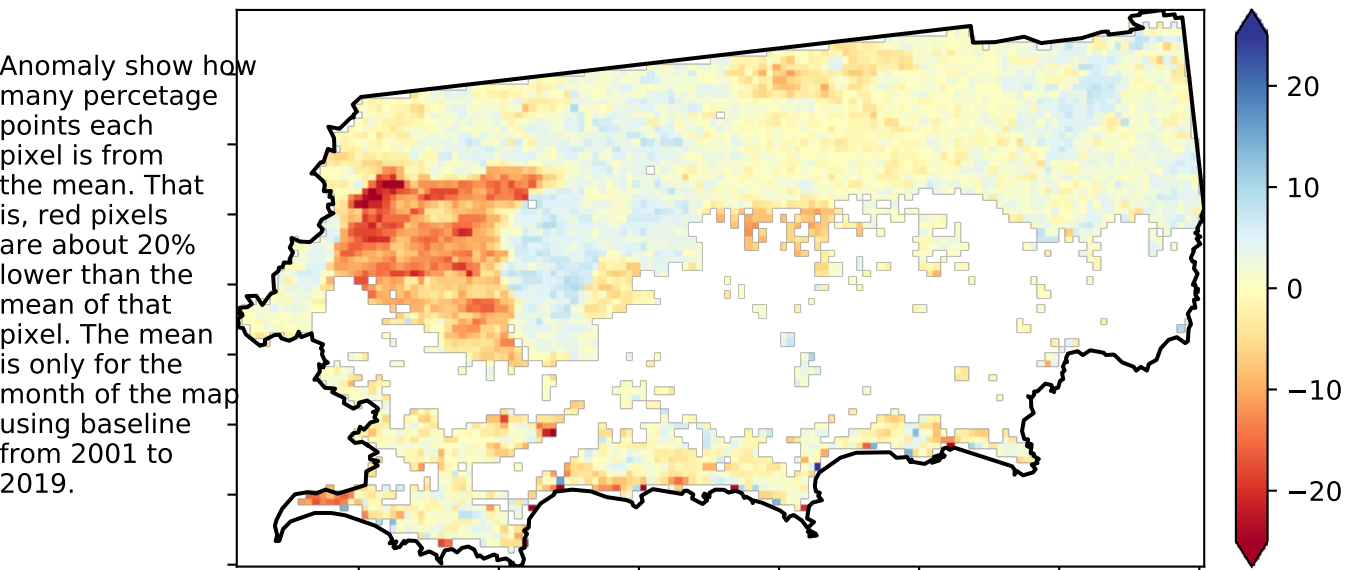 Anomaly show how
many percetage
points each
pixel is from
the mean. That
is, red pixels
are about 20%
lower than the
mean of that
pixel. The mean
is only for the
month of the map
using baseline
from 2001 to
2019.
20
10
0
−10
−20